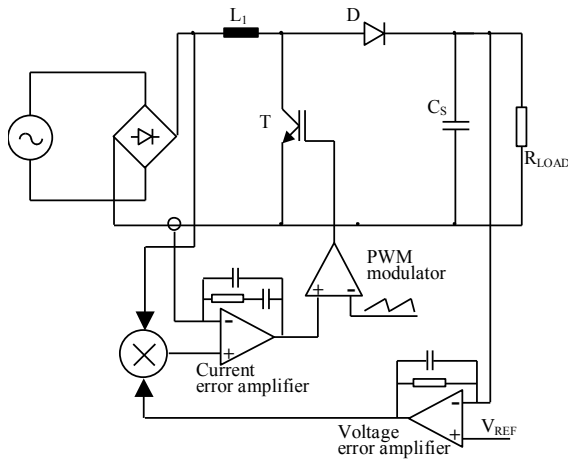 L1
D
T
CS
RLOAD
PWM
modulator
+
-
-
+
Current
error amplifier
-
+
VREF
Voltage
error amplifier